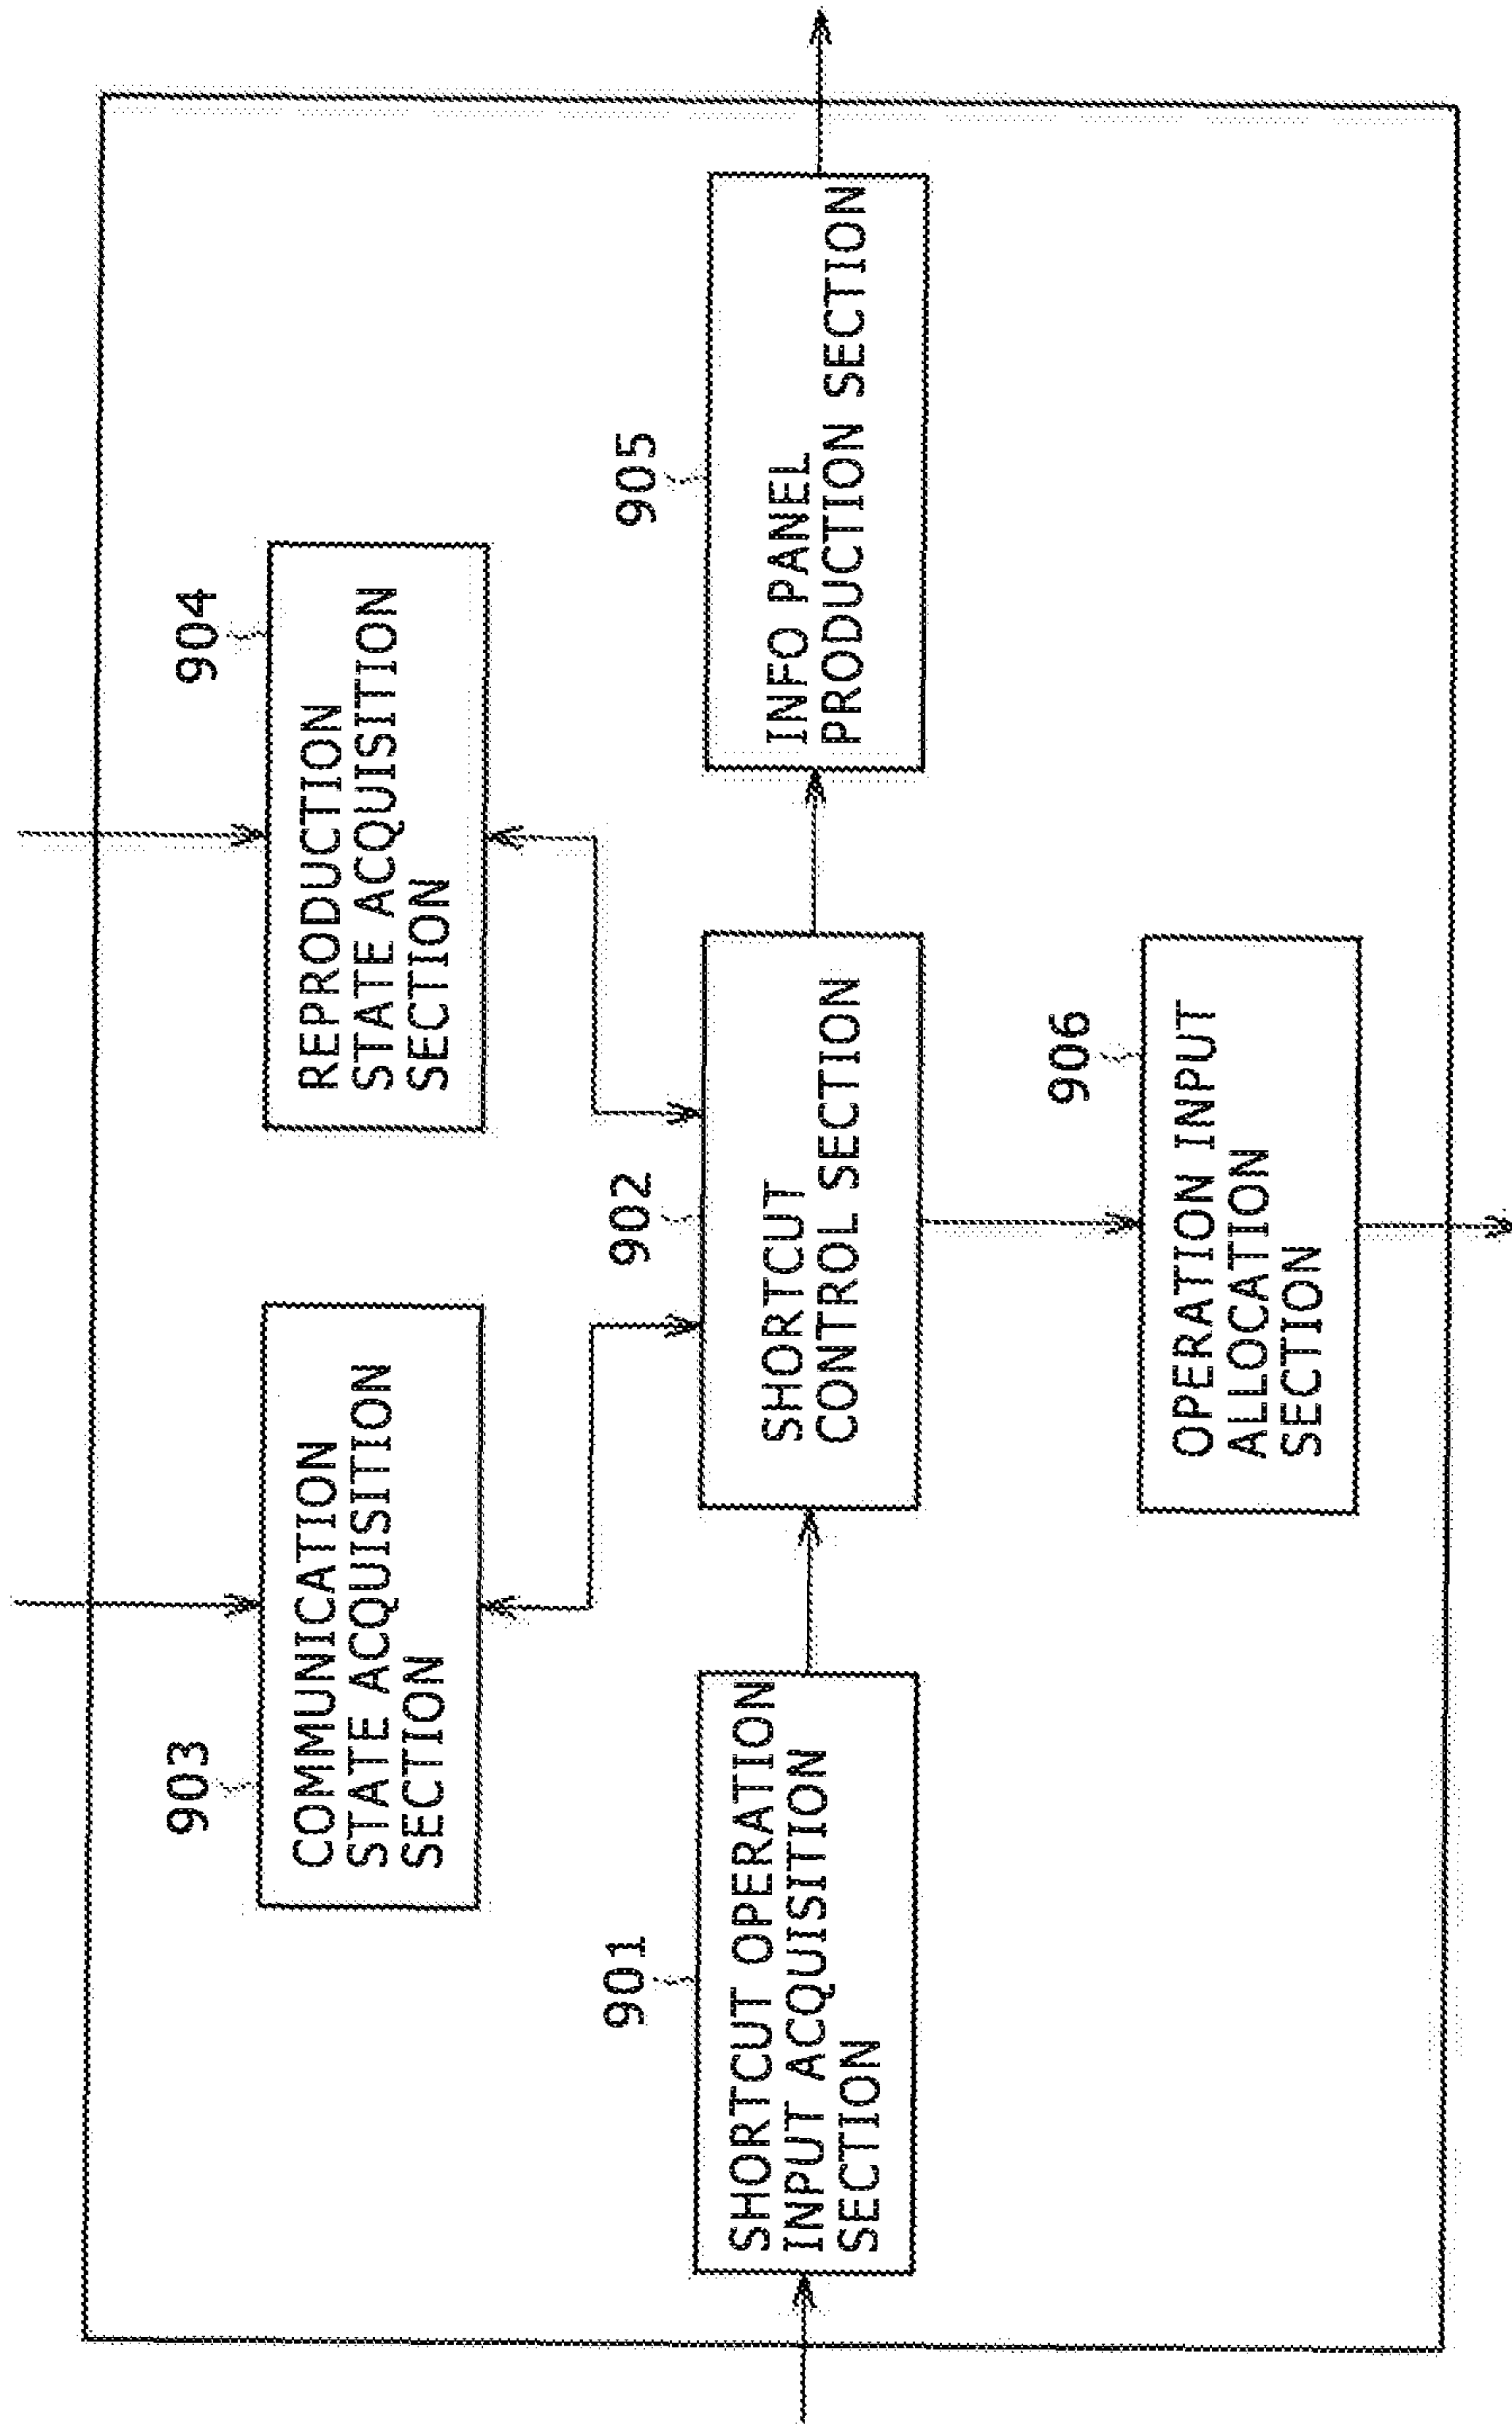 903
COMMUNICATION
STATE ACQUISITION
SECTION
904
REPRODUCTION
STATE ACQUISITION
SECTION
901
SHORTCUT OPERATION
INPUT ACQUISITION
SECTION
902
SHORTCUT
CONTROL SECTION
905
INFO PANEL
PRODUCTION SECTION
906
OPERATION INPUT
ALLOCATION
SECTION